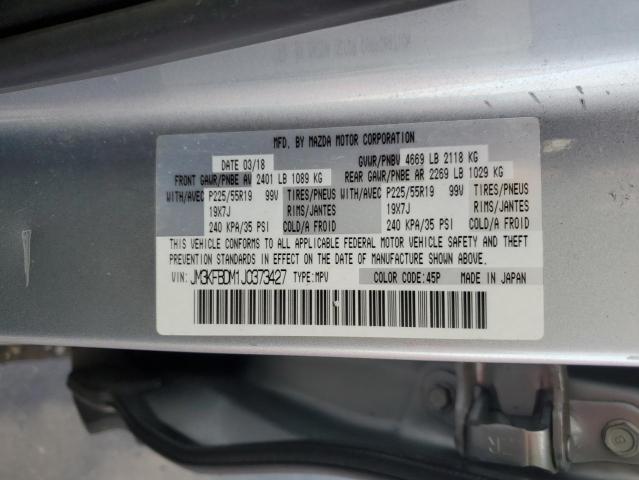 MFD. BY MAZDA MOTOR CORPORATION
DATE 03/18 GVWR/PNBV 4669 LB 2118 KG
FRONT GAWR/PNBE AV 2401 LB 1089 KG REAR GAWR/PNBE AR 2269 LB 1029 KG
WITH/AVEC P225/55R19 99V TIRES/PNEUS WITH/AVEC P225/55R19 99V TIRES/PNEUS
19X7J RIMS/JANTES 19X7J RIMS/JANTES
240 KPA/35 PSI COLD/A FROID 240 KPA/35 PSI COLD/A FROID
THIS VEHICLE CONFORMS TO ALL APPLICABLE FEDERAL MOTOR VEHICLE SAFETY AND THEFT
PREVENTION STANDARDS IN EFFECT ON THE DATE OF MANUFACTURE SHOWN ABOVE.
VIN: JM3KFBDM1J0373427 TYPE:MPV COLOR CODE:45P MADE IN JAPAN